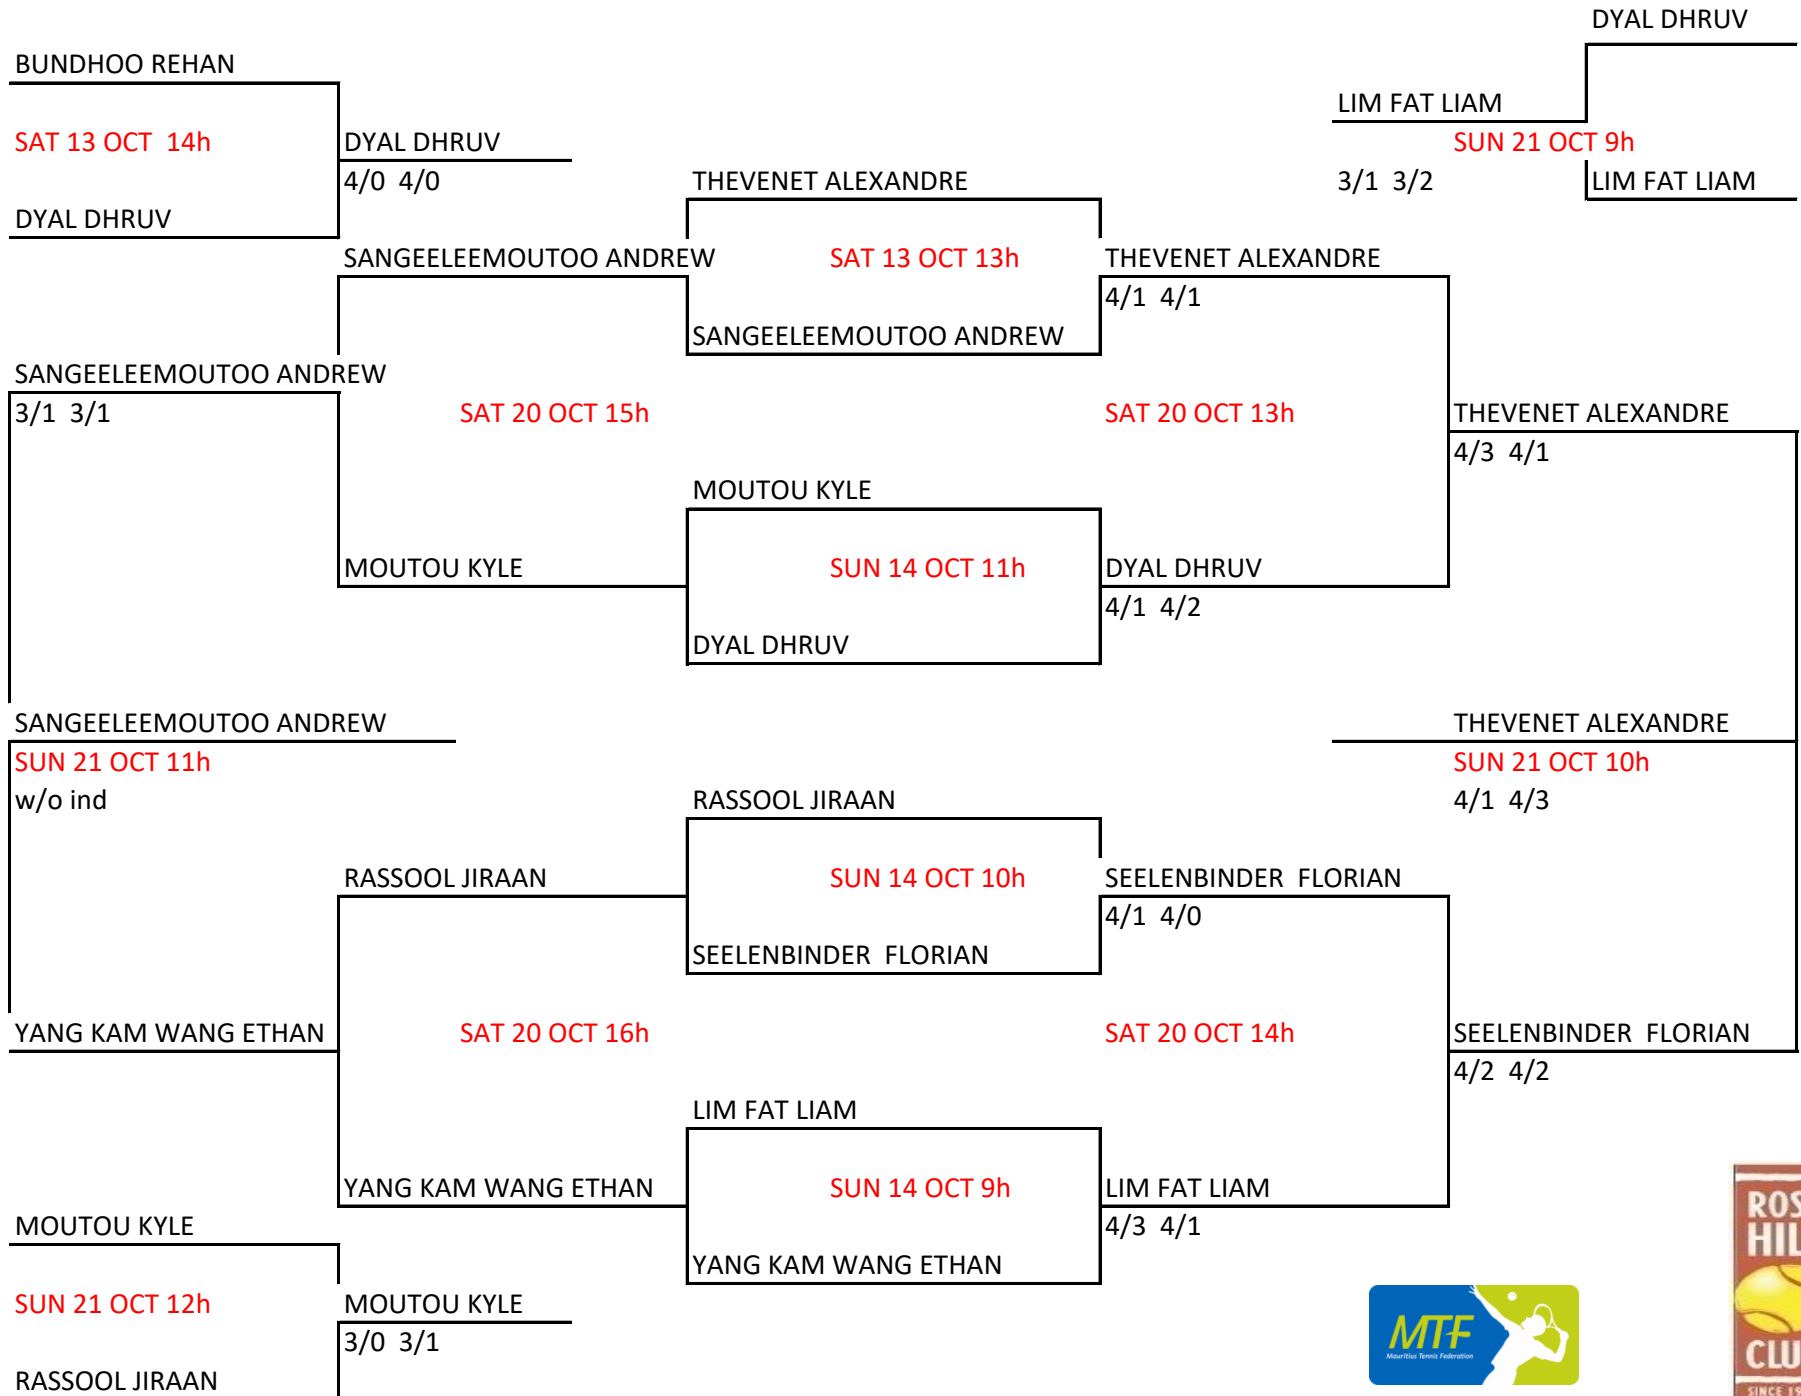 DYAL DHRUV
BUNDHOO REHAN
LIM FAT LIAM
SAT 13 OCT 14h
DYAL DHRUV
SUN 21 OCT 9h
4/0 4/0
THEVENET ALEXANDRE
3/1 3/2
LIM FAT LIAM
DYAL DHRUV
SANGEELEEMOUTOO ANDREW
SAT 13 OCT 13h
THEVENET ALEXANDRE
4/1 4/1
SANGEELEEMOUTOO ANDREW
SANGEELEEMOUTOO ANDREW
3/1 3/1
SAT 20 OCT 15h
SAT 20 OCT 13h
THEVENET ALEXANDRE
4/3 4/1
MOUTOU KYLE
MOUTOU KYLE
SUN 14 OCT 11h
DYAL DHRUV
4/1 4/2
DYAL DHRUV
SANGEELEEMOUTOO ANDREW
THEVENET ALEXANDRE
SUN 21 OCT 11h
SUN 21 OCT 10h
w/o ind
RASSOOL JIRAAN
4/1 4/3
RASSOOL JIRAAN
SUN 14 OCT 10h
SEELENBINDER FLORIAN
4/1 4/0
SEELENBINDER FLORIAN
YANG KAM WANG ETHAN
SAT 20 OCT 16h
SAT 20 OCT 14h
SEELENBINDER FLORIAN
4/2 4/2
LIM FAT LIAM
YANG KAM WANG ETHAN
SUN 14 OCT 9h
LIM FAT LIAM
MOUTOU KYLE
4/3 4/1
YANG KAM WANG ETHAN
SUN 21 OCT 12h
MOUTOU KYLE
3/0 3/1
RASSOOL JIRAAN
MTF
Mauritius Tennis Federation
ROS
HIL
CLU
SINCE